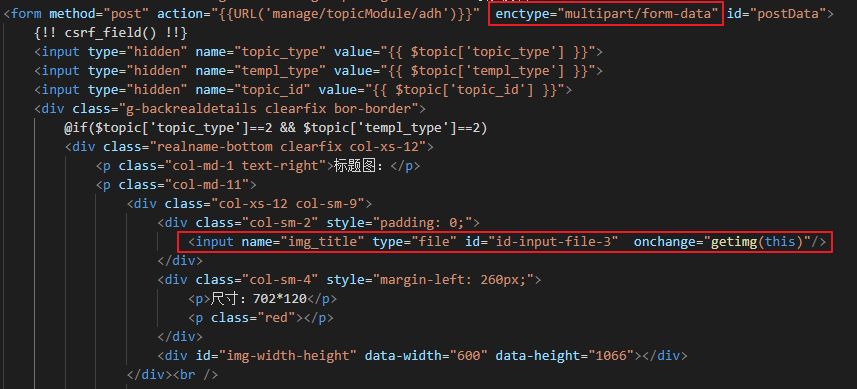 <form method="post" action="{{URL('manage/topicModule/adh')}}" enctype="multipart/form-data" id="postData">
{!! csrf_field() !!}
<input type="hidden" name="topic_type" value="{{ $topic['topic_type'] }}">
<input type="hidden" name="templ_type" value="{{ $topic['templ_type'] }}">
<input type="hidden" name="topic_id" value="{{ $topic['topic_id'] }}">
<div class="g-backrealdetails clearfix bor-border">
@if($topic['topic_type']==2 && $topic['templ_type']==2)
<div class="realname-bottom clearfix col-xs-12">
<p class="col-md-1 text-right">标题图：</p>
<p class="col-md-11">
<div class="col-xs-12 col-sm-9">
<div class="col-sm-2" style="padding: 0;">
<input name="img_title" type="file" id="id-input-file-3"  onchange="getimg(this)"/>
</div>
<div class="col-sm-4" style="margin-left: 260px;">
<p>尺寸：702*120</p>
<p class="red"></p>
</div>
<div id="img-width-height" data-width="600" data-height="1066"></div>
</div><br />